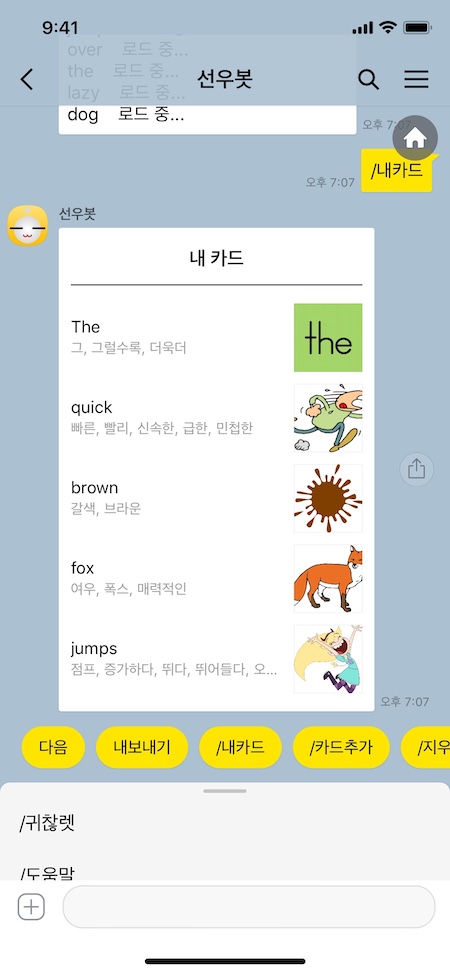 9:41
over 로드 중...
the 로드 중...
선우봇
lazy 로드 중...
dog 로드 중...
오후 7:07
/내카드
오후 7:07
선우봇
내 카드
The
그, 그럴수록, 더욱더
the
quick
빠른, 빨리, 신속한, 급한, 민첩한
brown
갈색, 브라운
fox
여우, 폭스, 매력적인
jumps
점프, 증가하다, 뛰다, 뛰어들다, 오...
오후 7:07
다음
내보내기
/내카드
/카드추가
/지우
/귀찮렛
/도움말